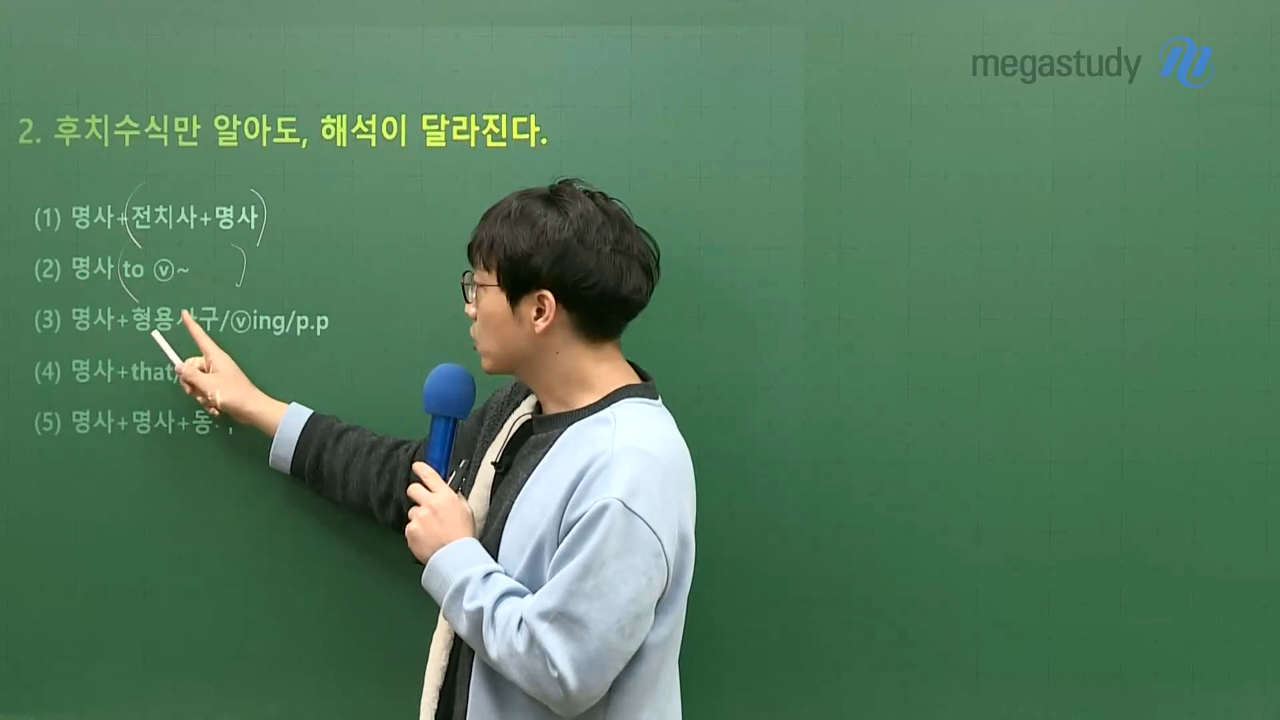 megastudy
2. 후치수식만 알아도, 해석이 달라진다.
(1) 명사+(전치사+명사)
(2) 명사(to ⓥ~ )
(3) 명사+형용사구/ⓥing/p.p
(4) 명사+that
(5) 명사+명사+동